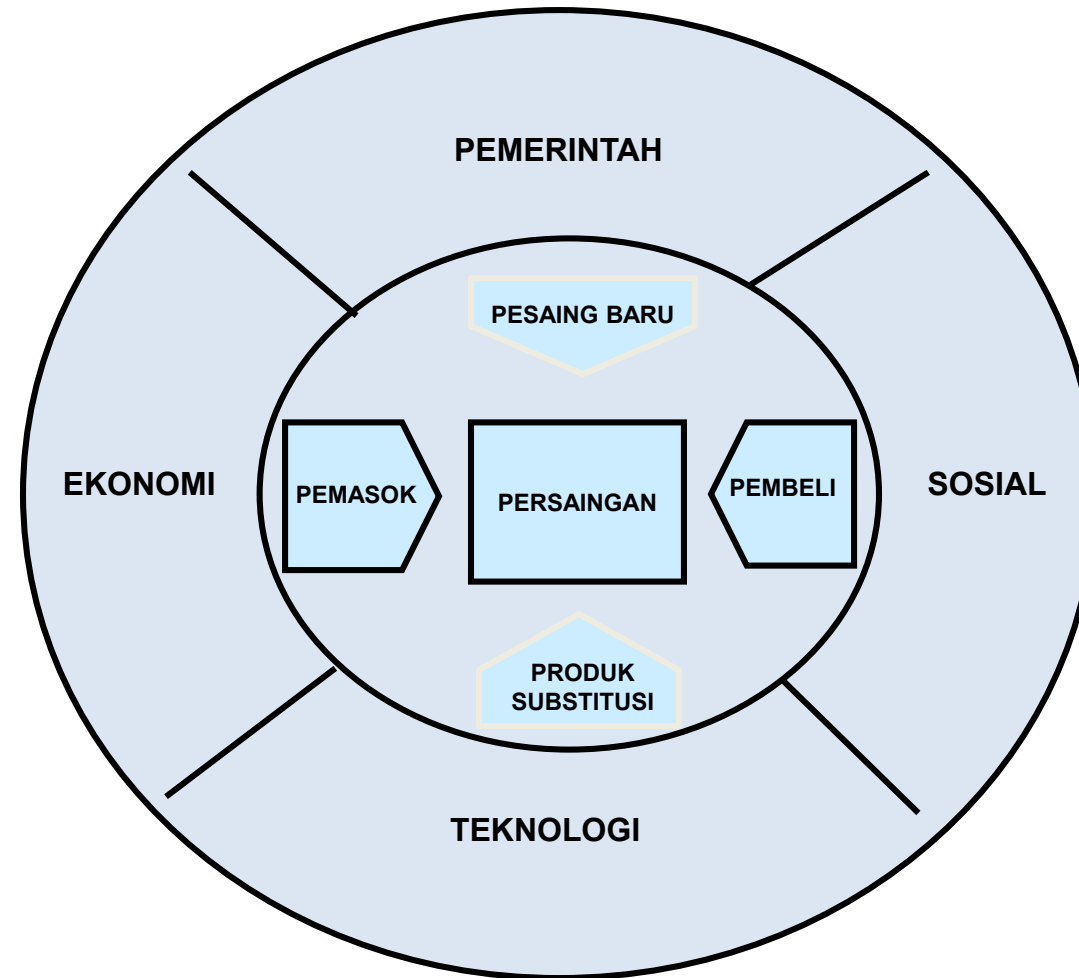 PEMERINTAH
PESAING BARU
EKONOMI
PEMASOK
PERSAINGAN
PEMBELI
SOSIAL
PRODUK
SUBSTITUSI
TEKNOLOGI